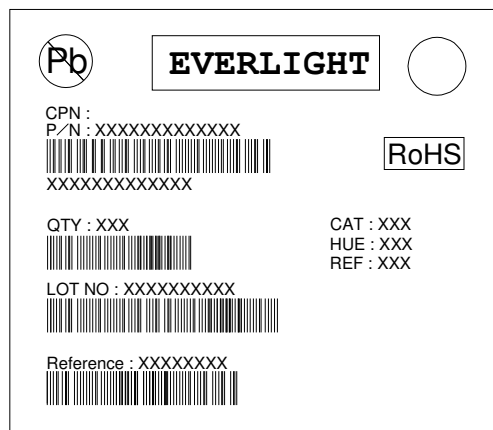 Pb
EVERLIGHT
CPN :
P/N : XXXXXXXXXXXXX
RoHS
XXXXXXXXXXXXX
QTY : XXX
CAT : XXX
HUE : XXX
REF : XXX
LOT NO : XXXXXXXXXX
Reference : XXXXXXXX